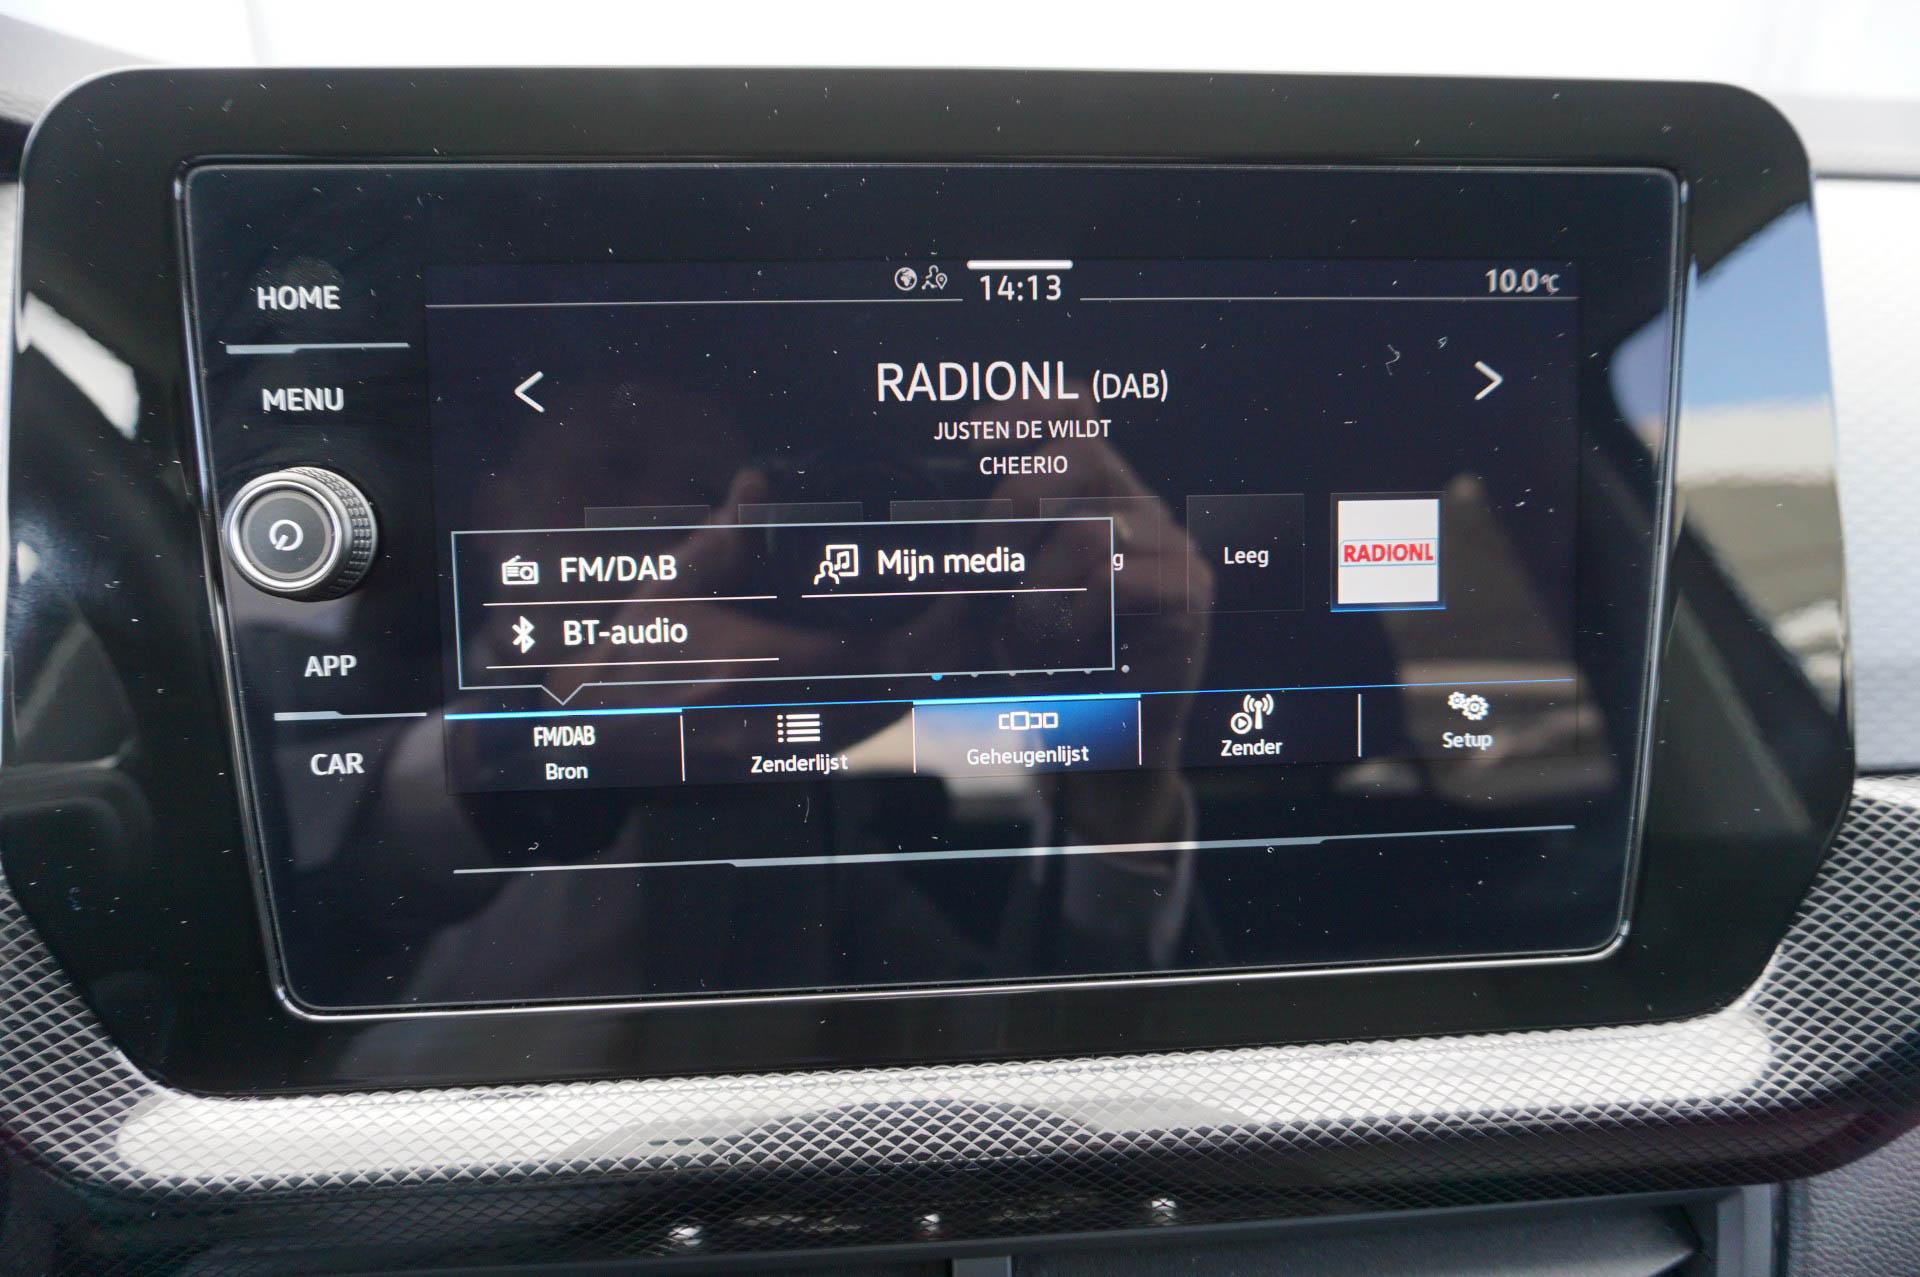 HOME
MENU
APP
CAR
14:13
10.0°C
RADIONL (DAB)
JUSTEN DE WILDT
CHEERIO
FM/DAB
Mijn media
BT-audio
g
Leeg
RADIONL
FM/DAB
Bron
Zenderlijst
Geheugenlijst
Zender
Setup